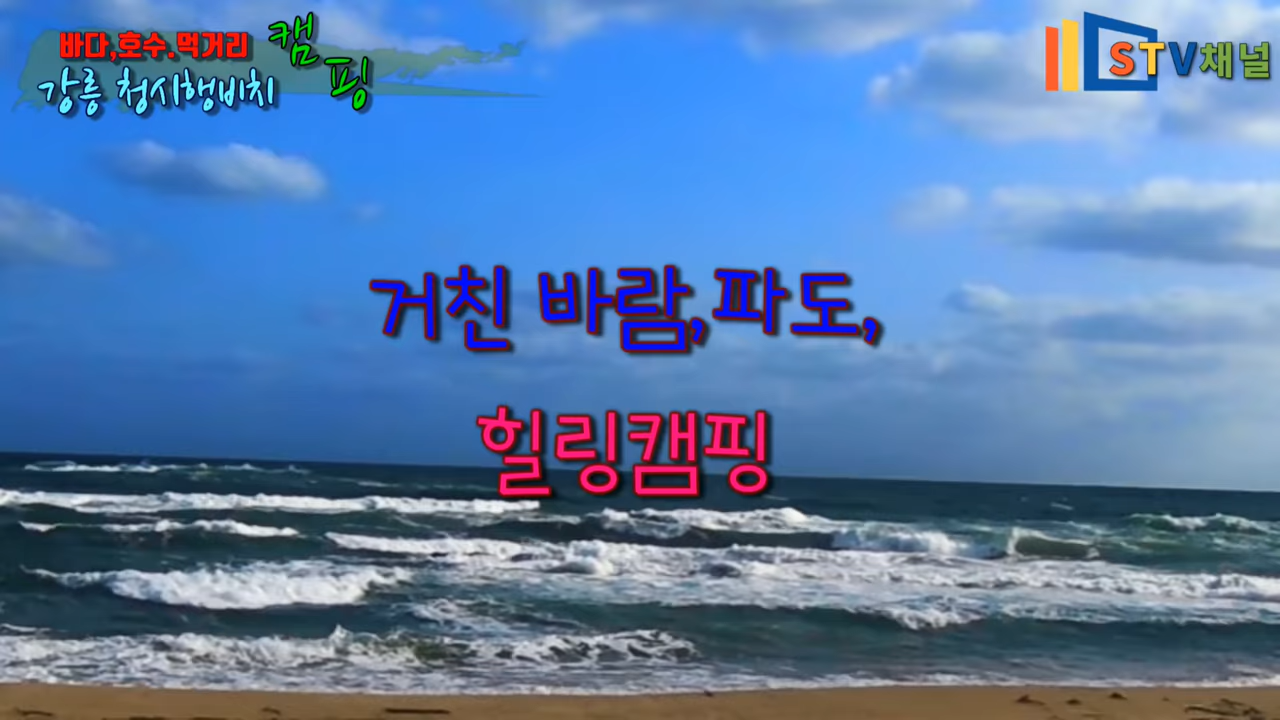 바다,호수.먹거리
강릉 청시행비치
캠핑
STV채널
거친 바람,파도,
힐링캠핑